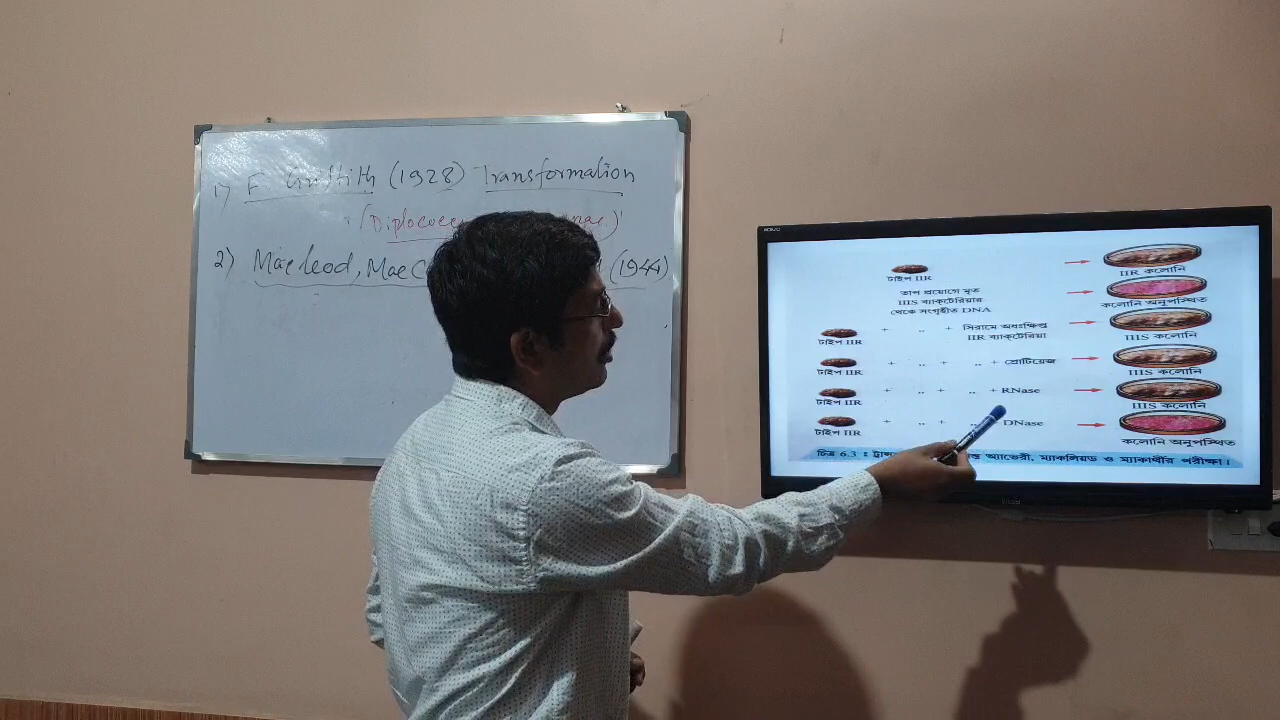 1) F. Griffith (1928) Transformation
(Diplococc
2) Macleod, MacC (1944)
টাইপ IIR
IIR কলোনি
তাপ প্রয়োগে মৃত
IIIS ব্যাক্টেরিয়ার
থেকে সংগৃহীত DNA
কলোনি অনুপস্থিত
টাইপ IIR + ,, + সিরামে অধঃক্ষিপ্ত
IIR ব্যাক্টেরিয়া
IIIS কলোনি
টাইপ IIR + ,, + ,, + প্রোটিয়েজ
IIIS কলোনি
টাইপ IIR + ,, + ,, + RNase
IIIS কলোনি
টাইপ IIR + ,, + DNase
কলোনি অনুপস্থিত
চিত্র 6.3 : অ্যাভেরী, ম্যাকলিয়ড ও ম্যাকার্থীর পরীক্ষা।